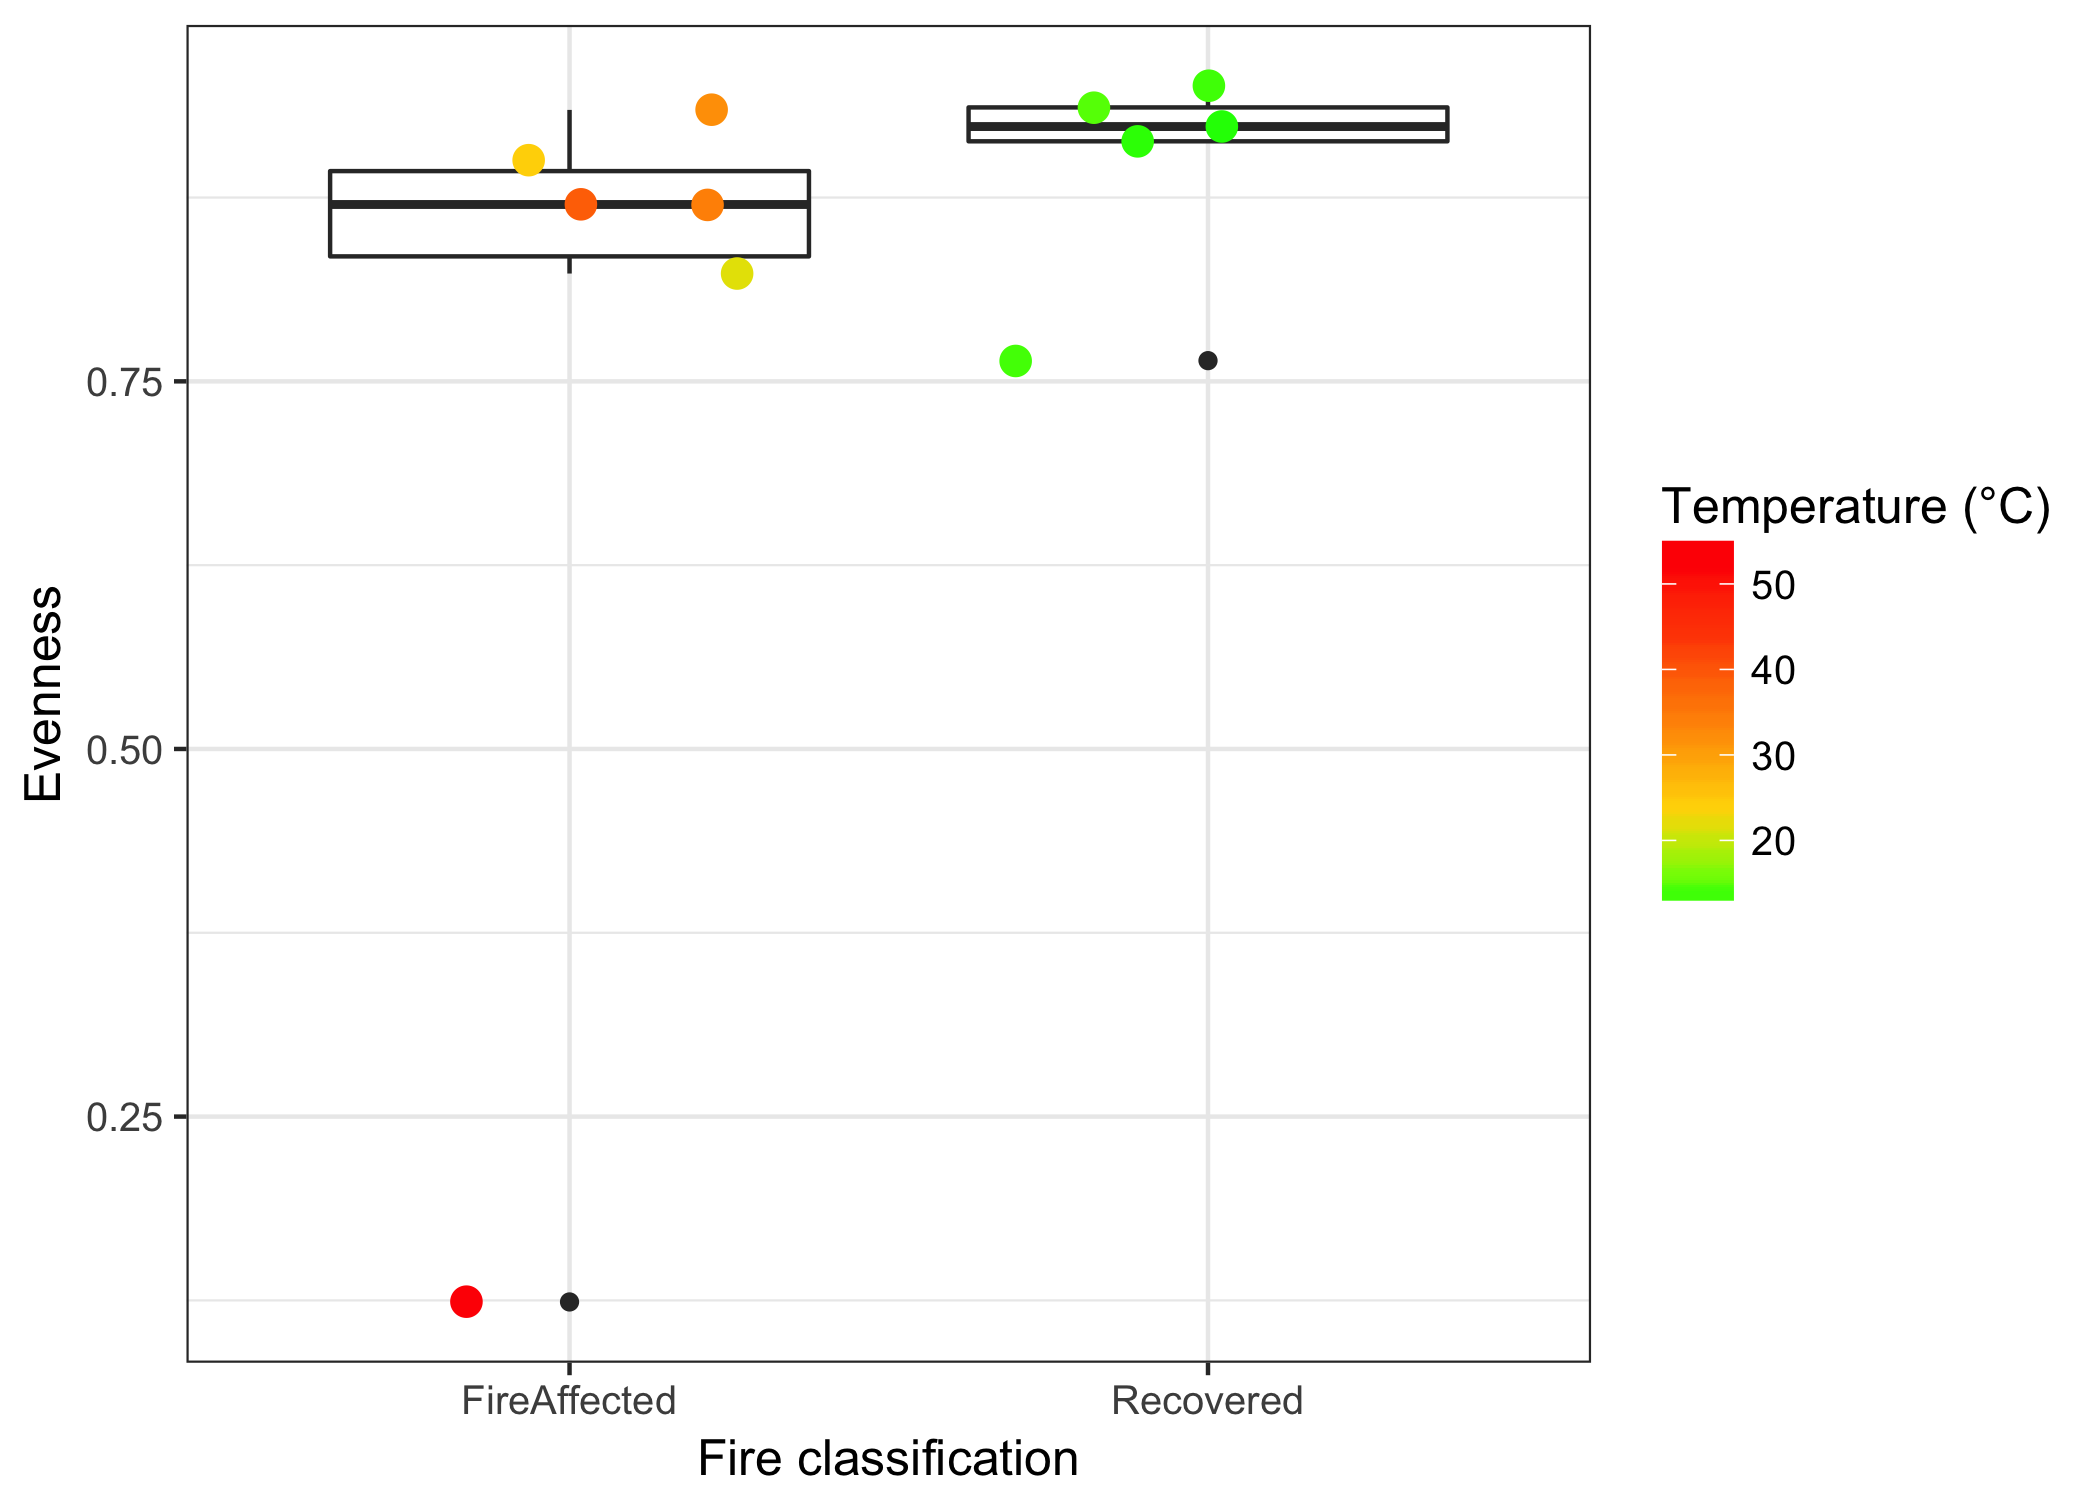 0.75
0.50
0.25
Evenness
FireAffected
Recovered
Fire classification
Temperature (°C)
50
40
30
20